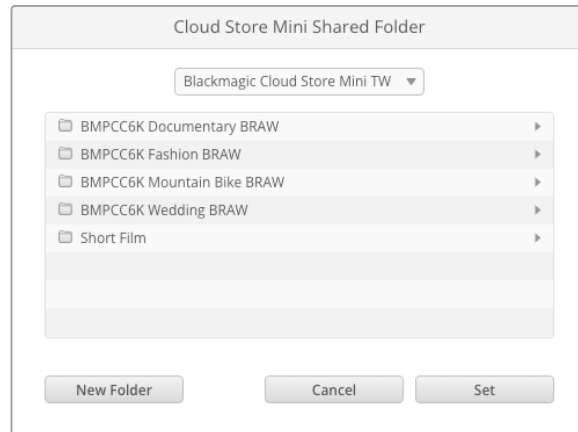 Cloud Store Mini Shared Folder
Blackmagic Cloud Store Mini TW
BMPCC6K Documentary BRAW
BMPCC6K Fashion BRAW
BMPCC6K Mountain Bike BRAW
BMPCC6K Wedding BRAW
Short Film
New Folder Cancel Set